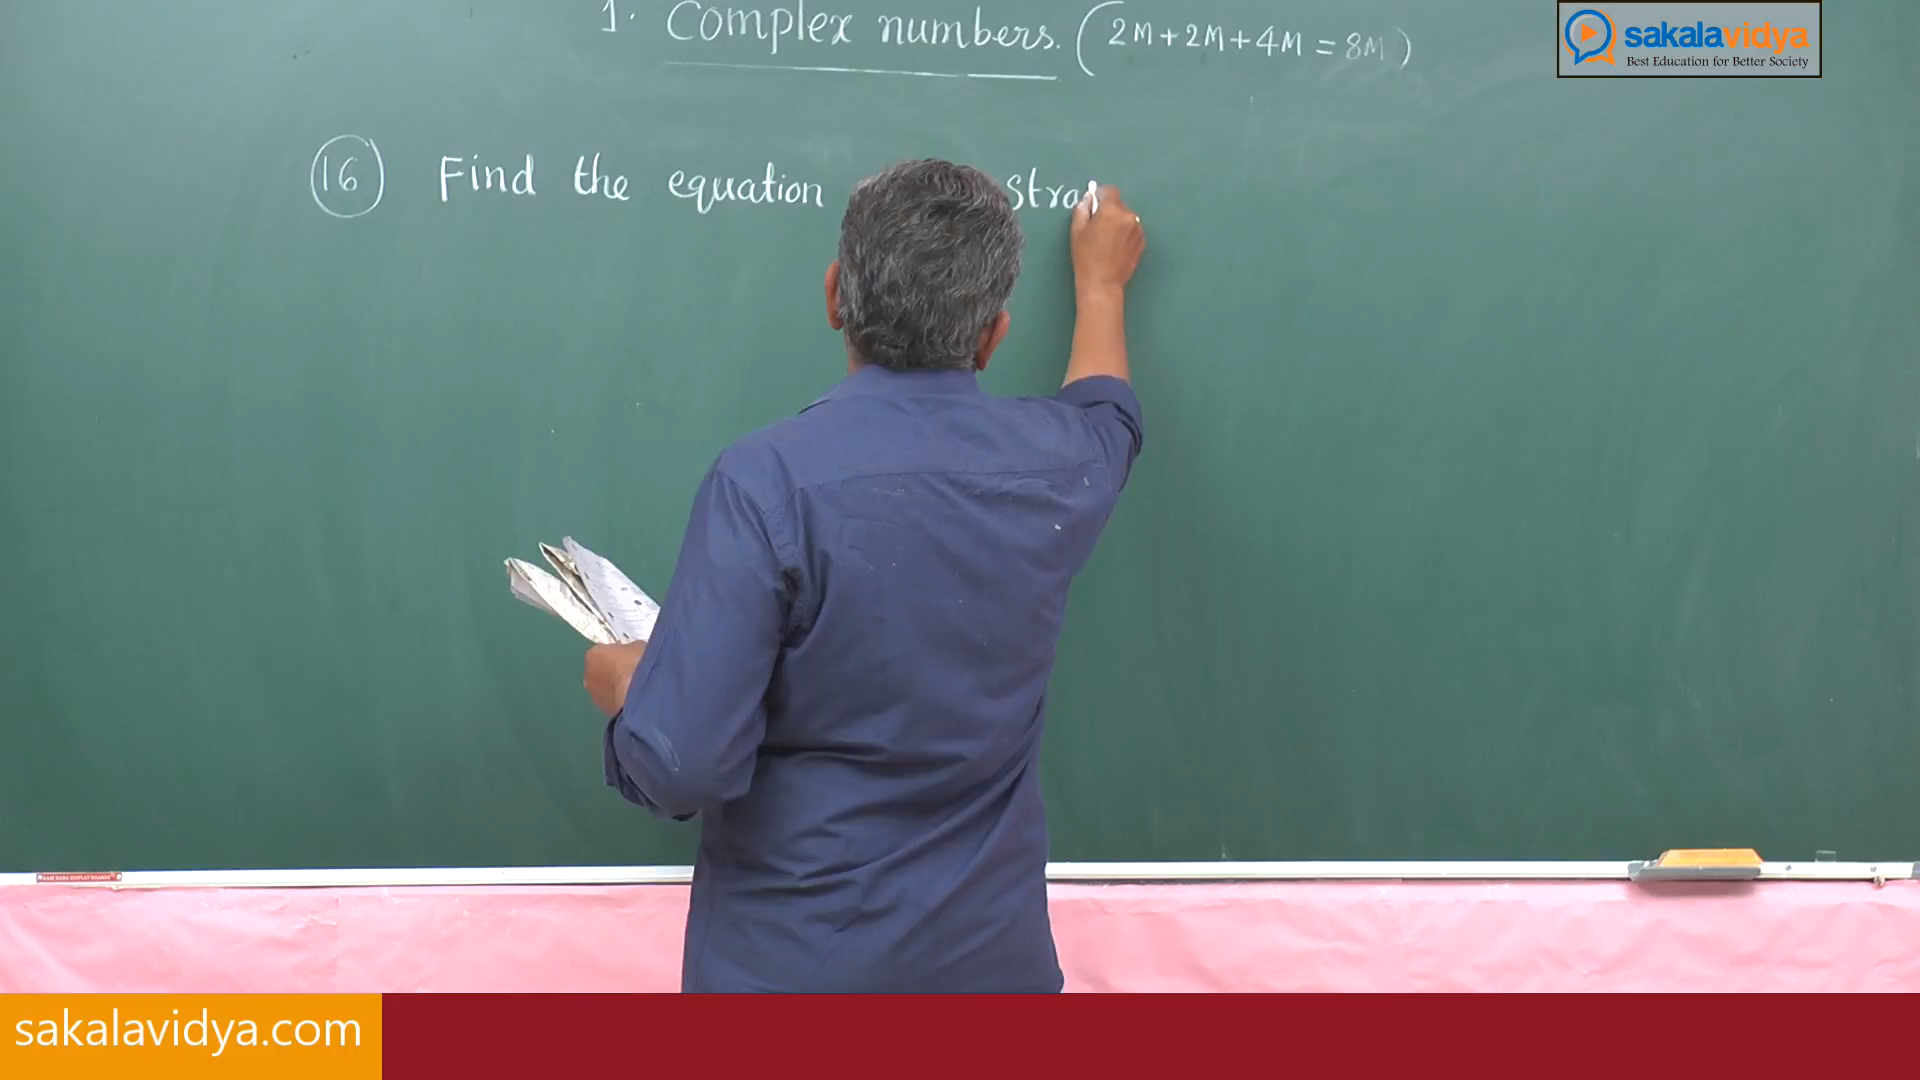 1. Complex numbers. (2M+2M+4M = 8M)
sakalavidya
Best Education for Better Society
16 Find the equation stra
sakalavidya.com